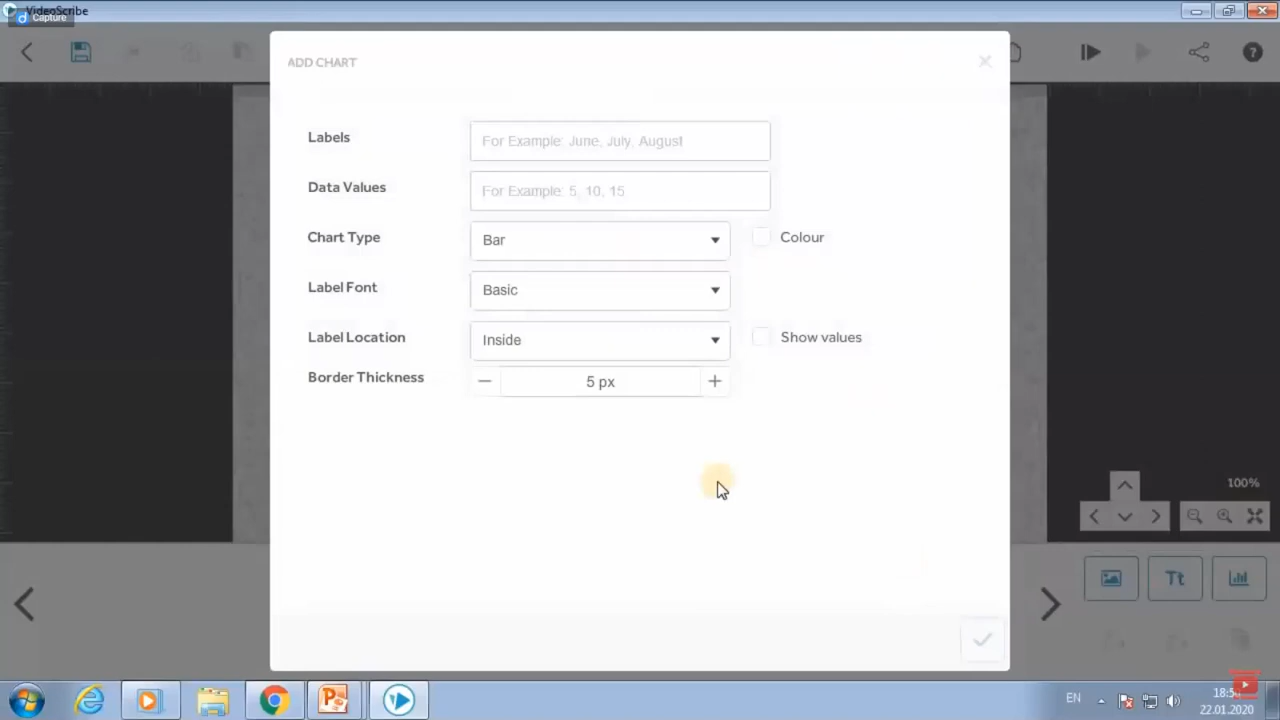 VideoScribe
Capture
ADD CHART
Labels
For Example: June, July, August
Data Values
For Example: 5, 10, 15
Chart Type
Bar
Colour
Label Font
Basic
Label Location
Inside
Show values
Border Thickness
5 px
100%
Tt
EN
22.01.2020